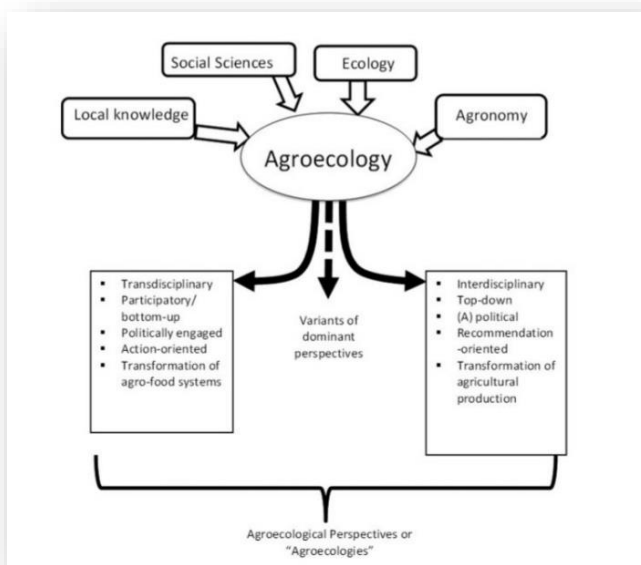 Social Sciences
Ecology
Local knowledge
Agronomy
Agroecology
▪ Transdisciplinary
▪ Participatory/
bottom-up
▪ Politically engaged
▪ Action-oriented
▪ Transformation of
agro-food systems
Variants of
dominant
perspectives
▪ Interdisciplinary
▪ Top-down
▪ (A) political
▪ Recommendation
-oriented
▪ Transformation of
agricultural
production
Agroecological Perspectives or
“Agroecologies”